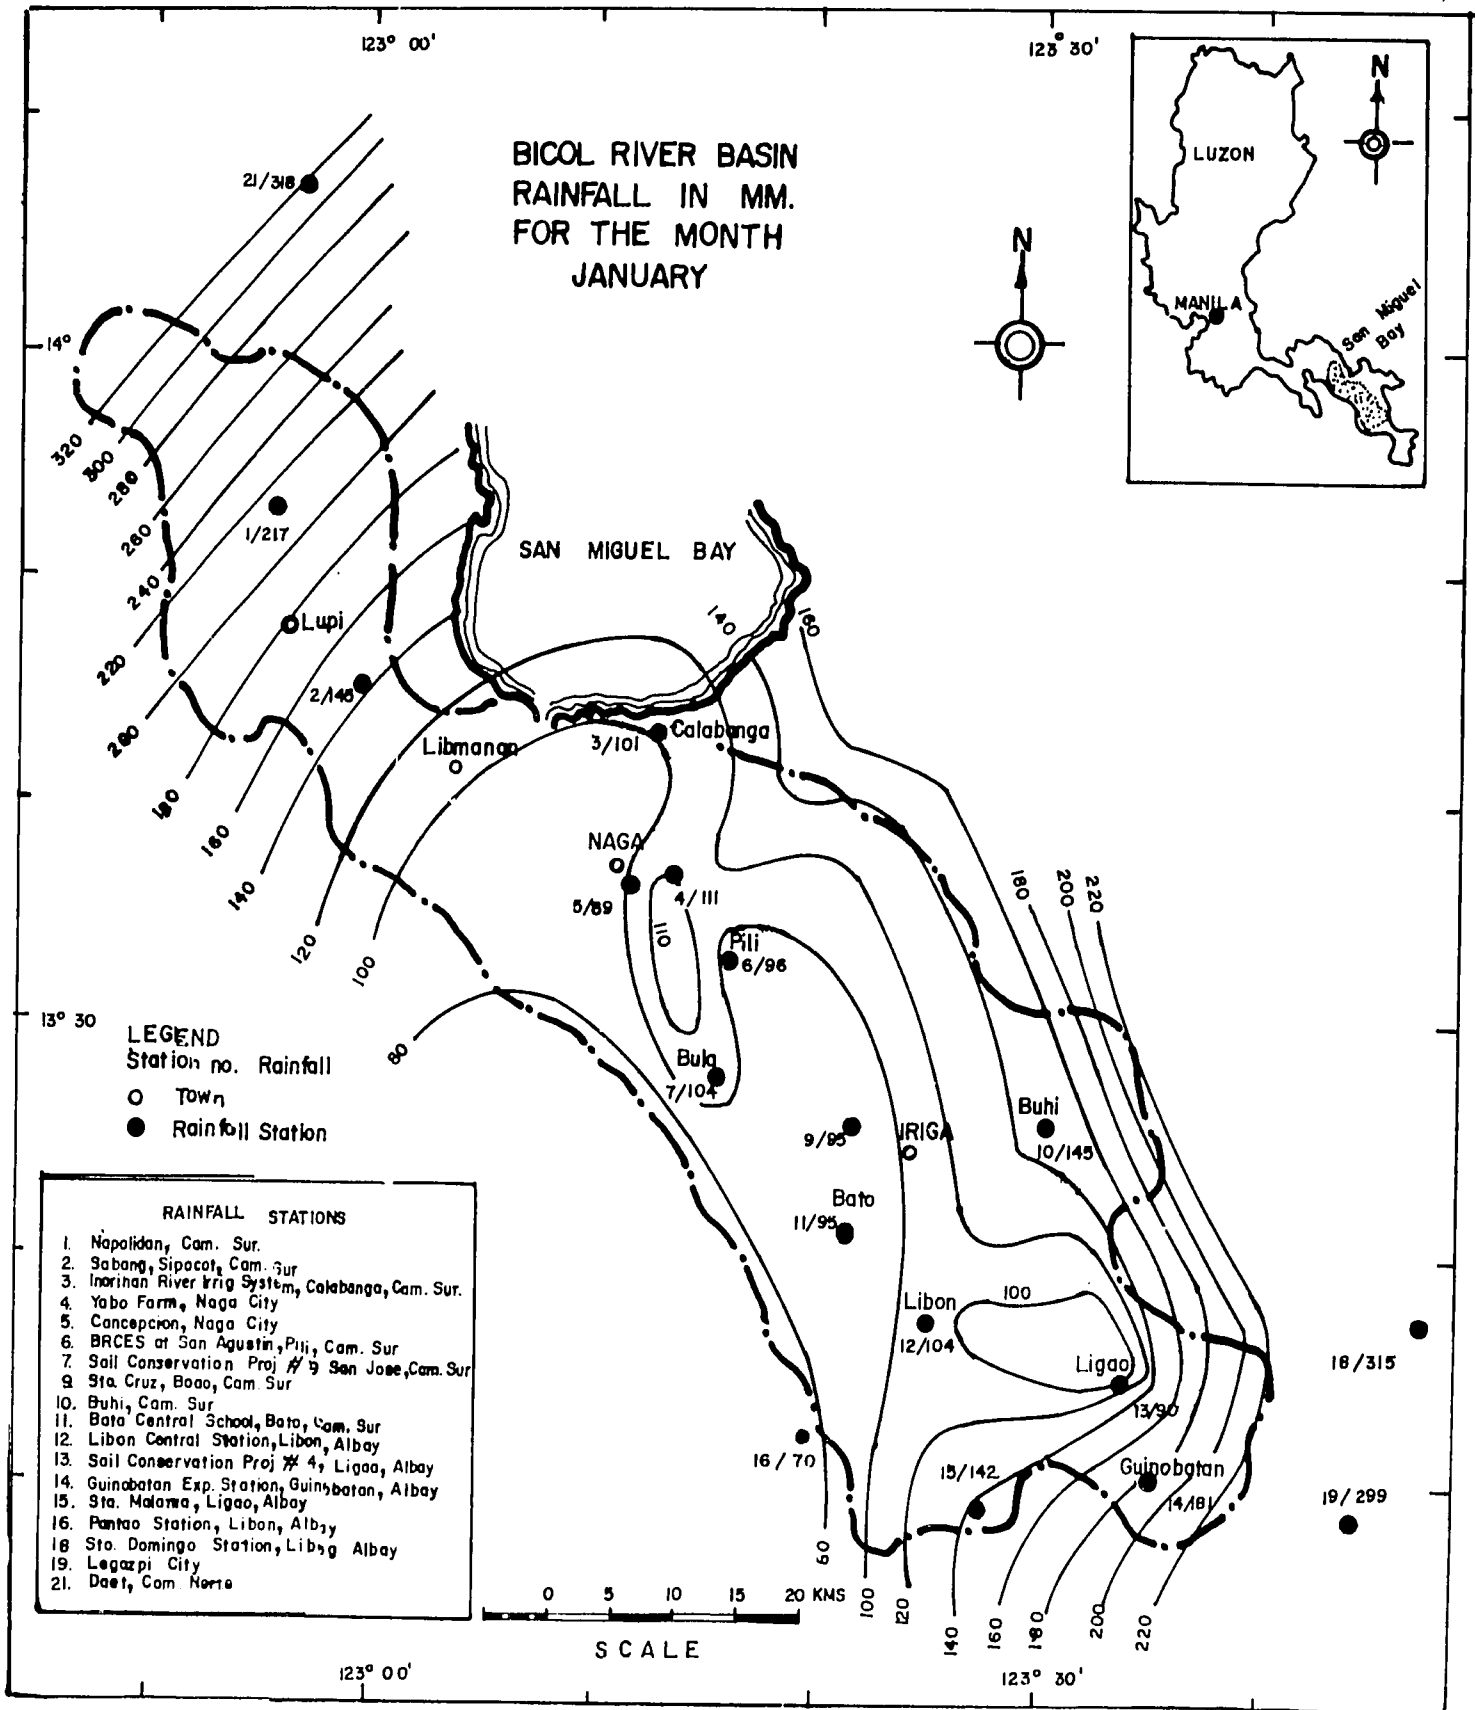 123° 00'
123° 30'
BICOL RIVER BASIN
RAINFALL IN MM.
FOR THE MONTH
JANUARY
N
N
LUZON
MANILA
San Miguel
Bay
21/318
14°
320
300
280
260
240
220
200
180
160
140
120
100
80
1/217
Lupi
2/145
SAN MIGUEL BAY
140
160
Libmanan
3/101
Calabanga
NAGA
5/89
4/111
110
Pili
6/96
180
200
220
13° 30
LEGEND
Station no. Rainfall
Town
Rainfall Station
Bula
7/104
Buhi
10/145
9/95
IRIGA
Bato
11/95
Libon
12/104
100
Ligao
13/90
16/70
15/142
Guinobatan
14/181
18/315
19/299
60
100
120
140
160
180
200
220
RAINFALL STATIONS
1. Napolidan, Cam. Sur.
2. Sabang, Sipocot, Cam. Sur
3. Inorihan River Irrig System, Calabanga, Cam. Sur.
4. Yabo Farm, Naga City
5. Concepcion, Naga City
6. BRCES at San Agustin, Pili, Cam. Sur
7. Soil Conservation Proj # 9 San Jose, Cam. Sur
9. Sta. Cruz, Baao, Cam. Sur
10. Buhi, Cam. Sur
11. Bato Central School, Bato, Cam. Sur
12. Libon Central Station, Libon, Albay
13. Soil Conservation Proj # 4, Ligao, Albay
14. Guinobatan Exp. Station, Guinobatan, Albay
15. Sta. Ligao, Albay
16. Pantao Station, Libon, Albay
18 Sto. Domingo Station, Albay
19. Legazpi City
21. Daet, Cam. Norte
0 5 10 15 20 KMS
SCALE
123° 00'
123° 30'